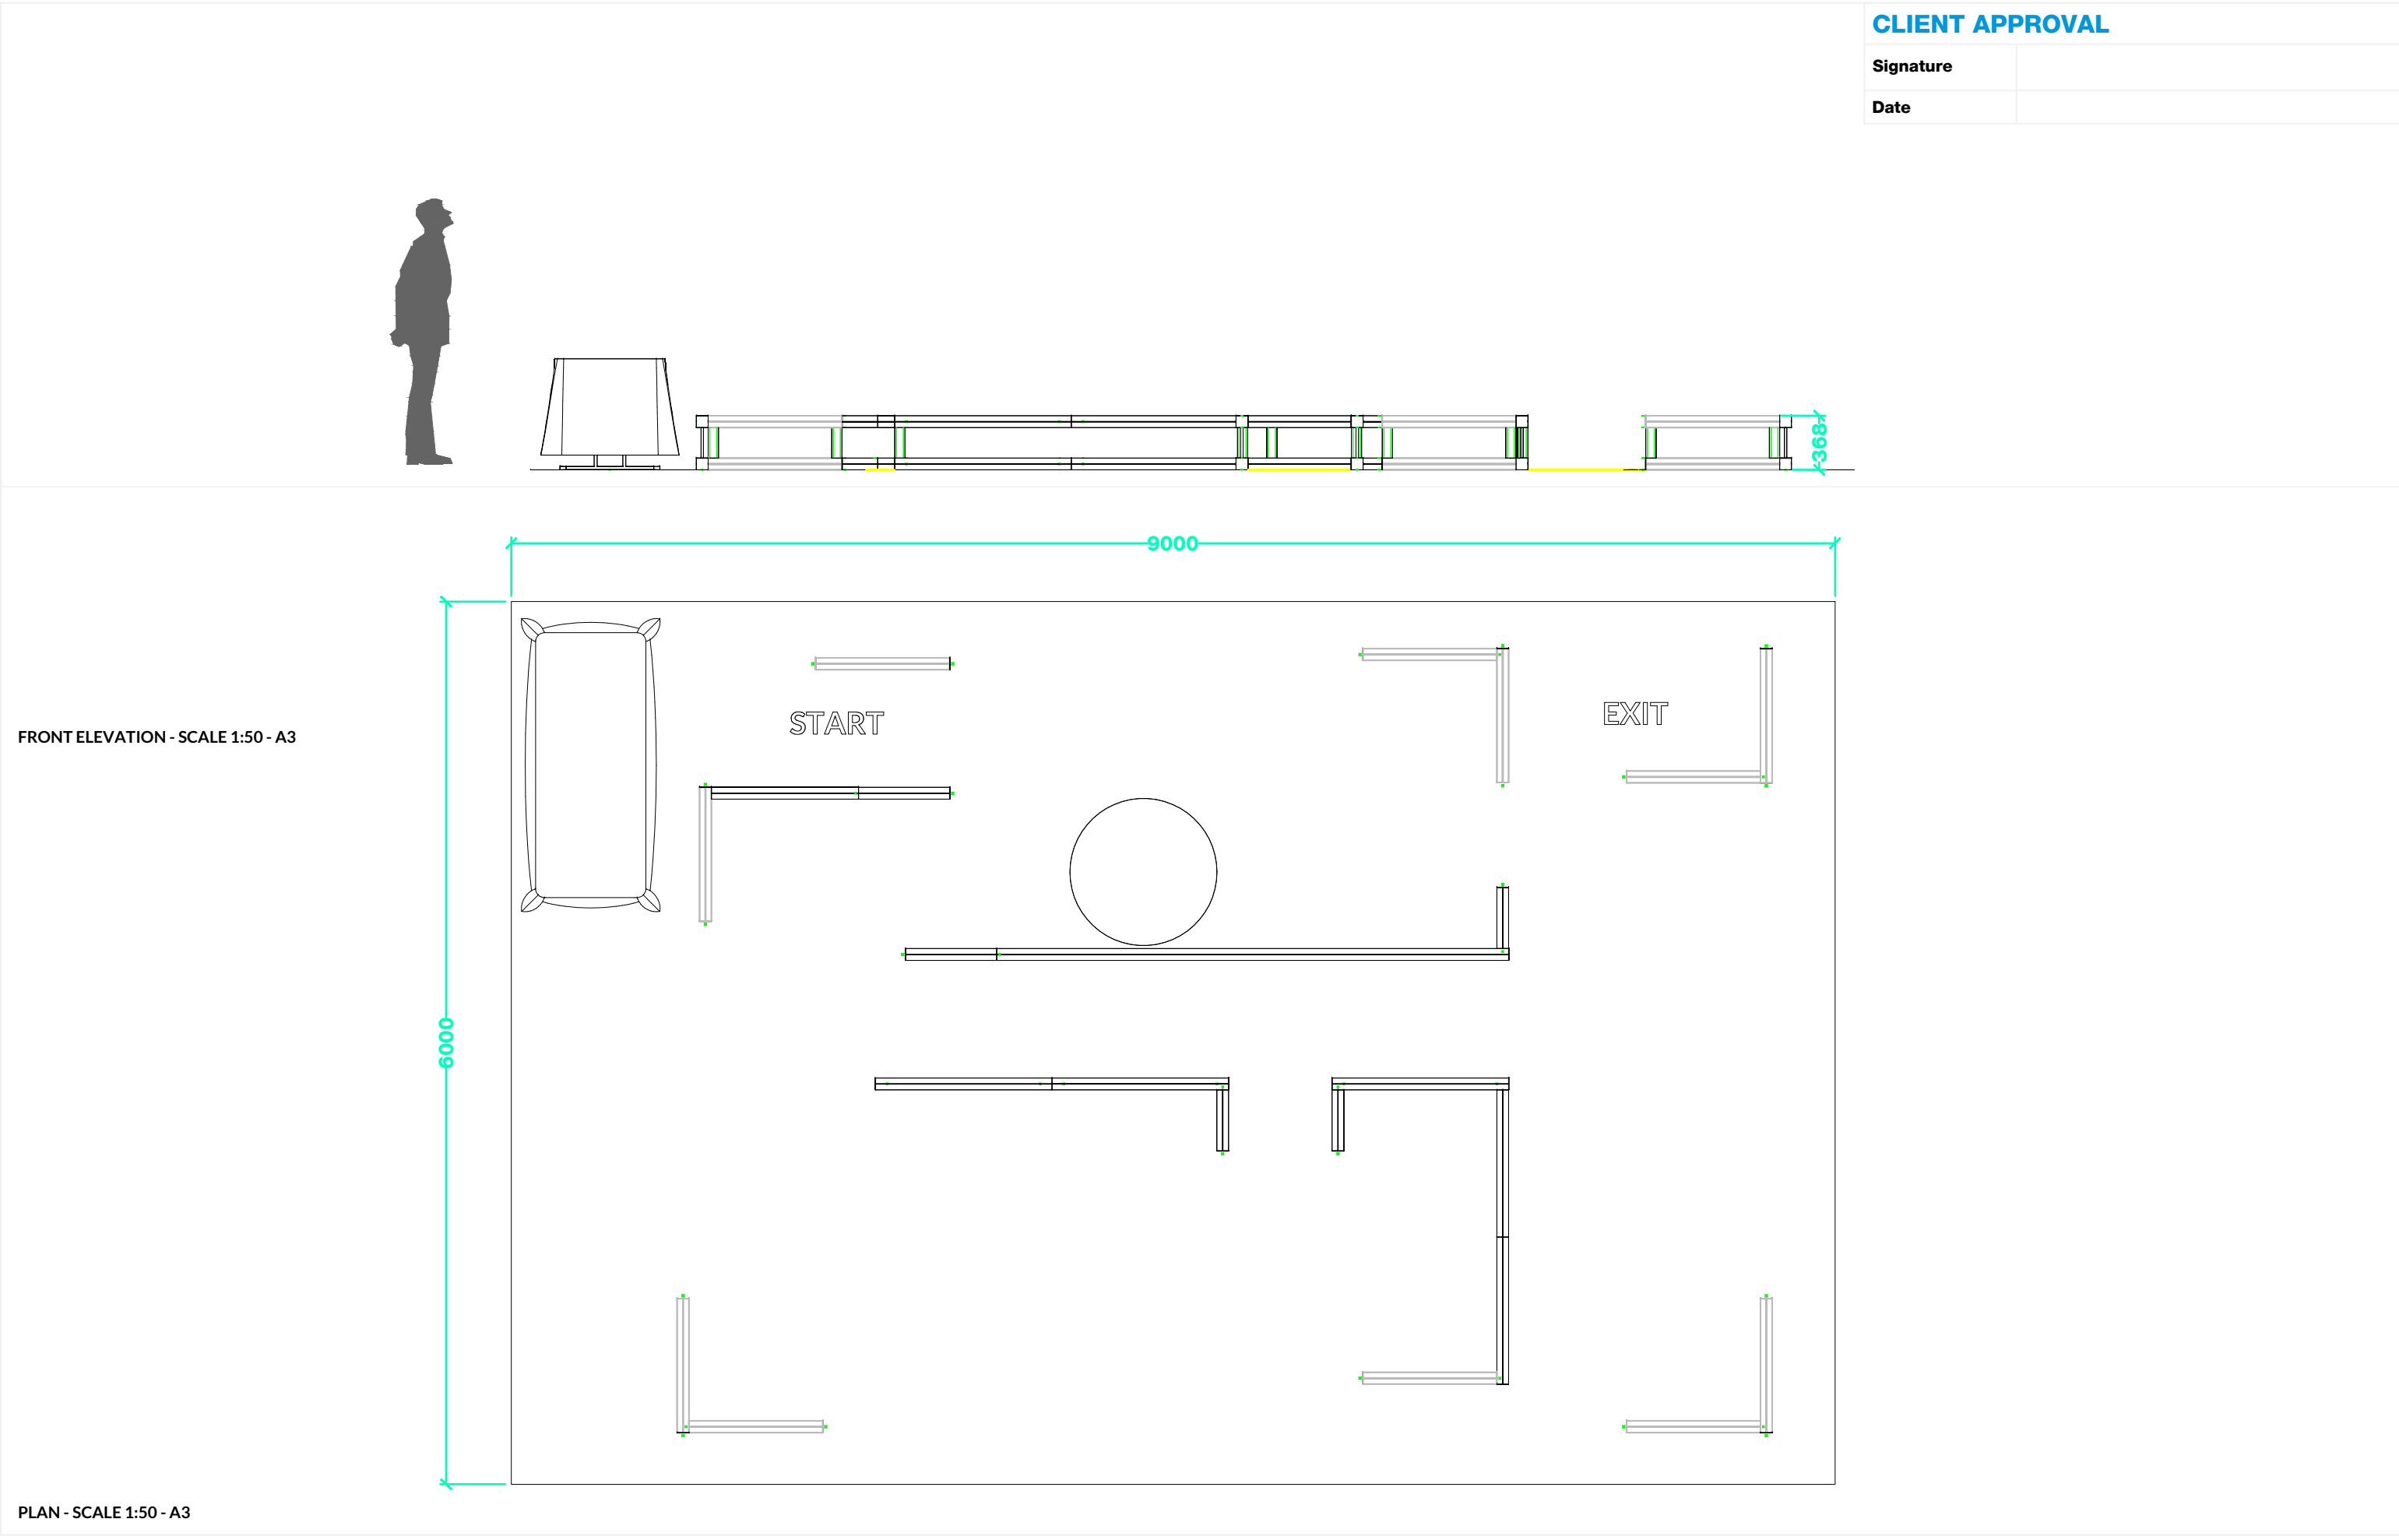 CLIENT APPROVAL
Signature
Date
368
9000
START
EXIT
FRONT ELEVATION - SCALE 1:50 - A3
6000
PLAN - SCALE 1:50 - A3